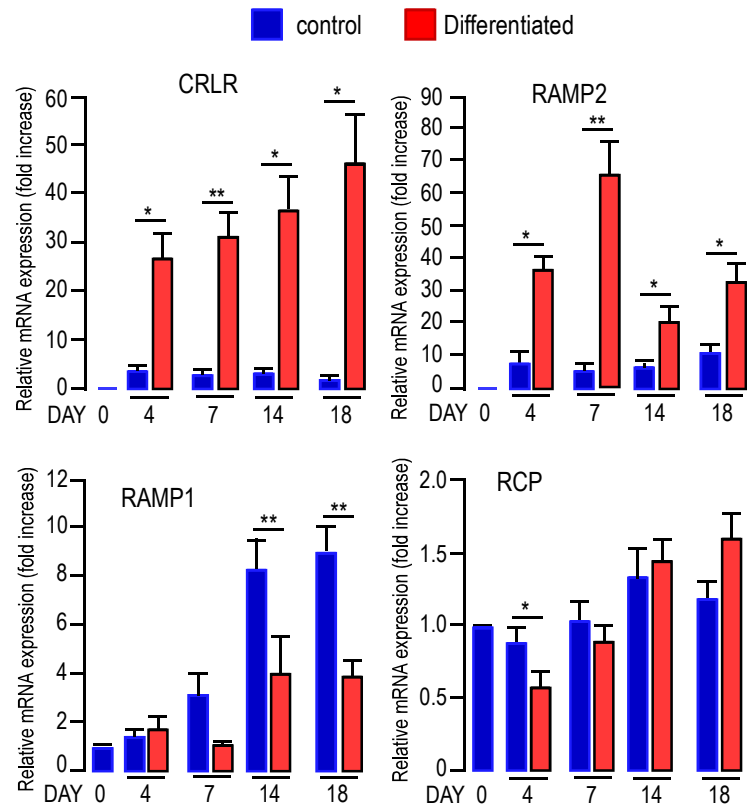 control Differentiated
CRLR
Relative mRNA expression (fold increase)
60
50
40
30
20
10
0
* ** * *
DAY 0 4 7 14 18
RAMP2
Relative mRNA expression (fold increase)
90
80
70
60
50
40
30
20
10
0
* ** * *
DAY 0 4 7 14 18
RAMP1
Relative mRNA expression (fold increase)
12
10
8
6
4
2
0
** **
DAY 0 4 7 14 18
RCP
Relative mRNA expression (fold increase)
2.0
1.5
1.0
0.5
0
*
DAY 0 4 7 14 18